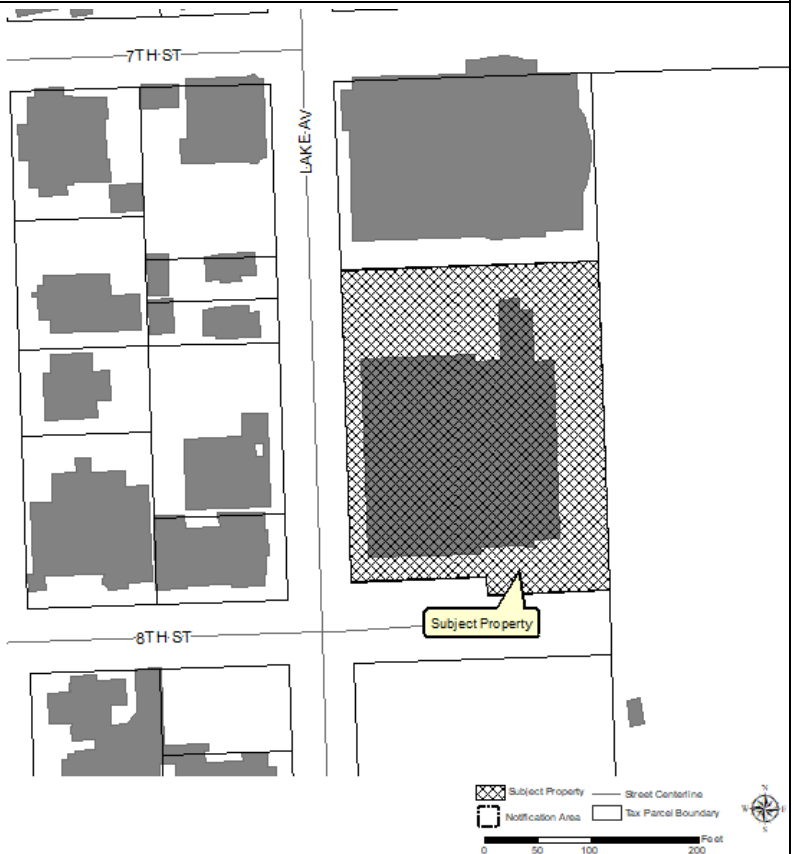 7TH ST
LAKE AV
Subject Property
8TH ST
Subject Property
Street Centerline
Notification Area
Tax Parcel Boundary
N
W E
S
Feet
0 50 100 200